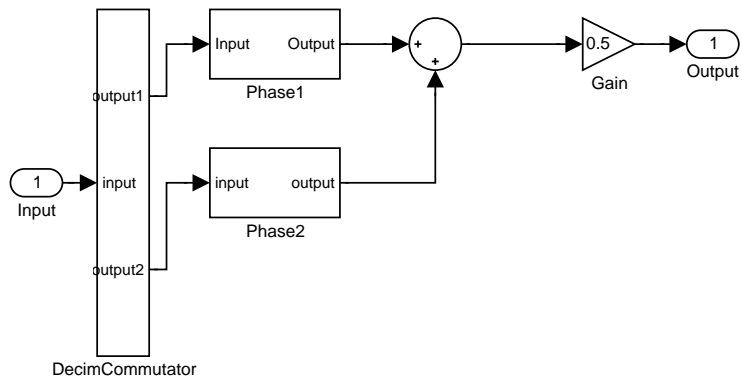 Input Output
Phase1
+
+
0.5
Gain
1
Output
output1
input
output2
DecimCommutator
1
Input
input output
Phase2